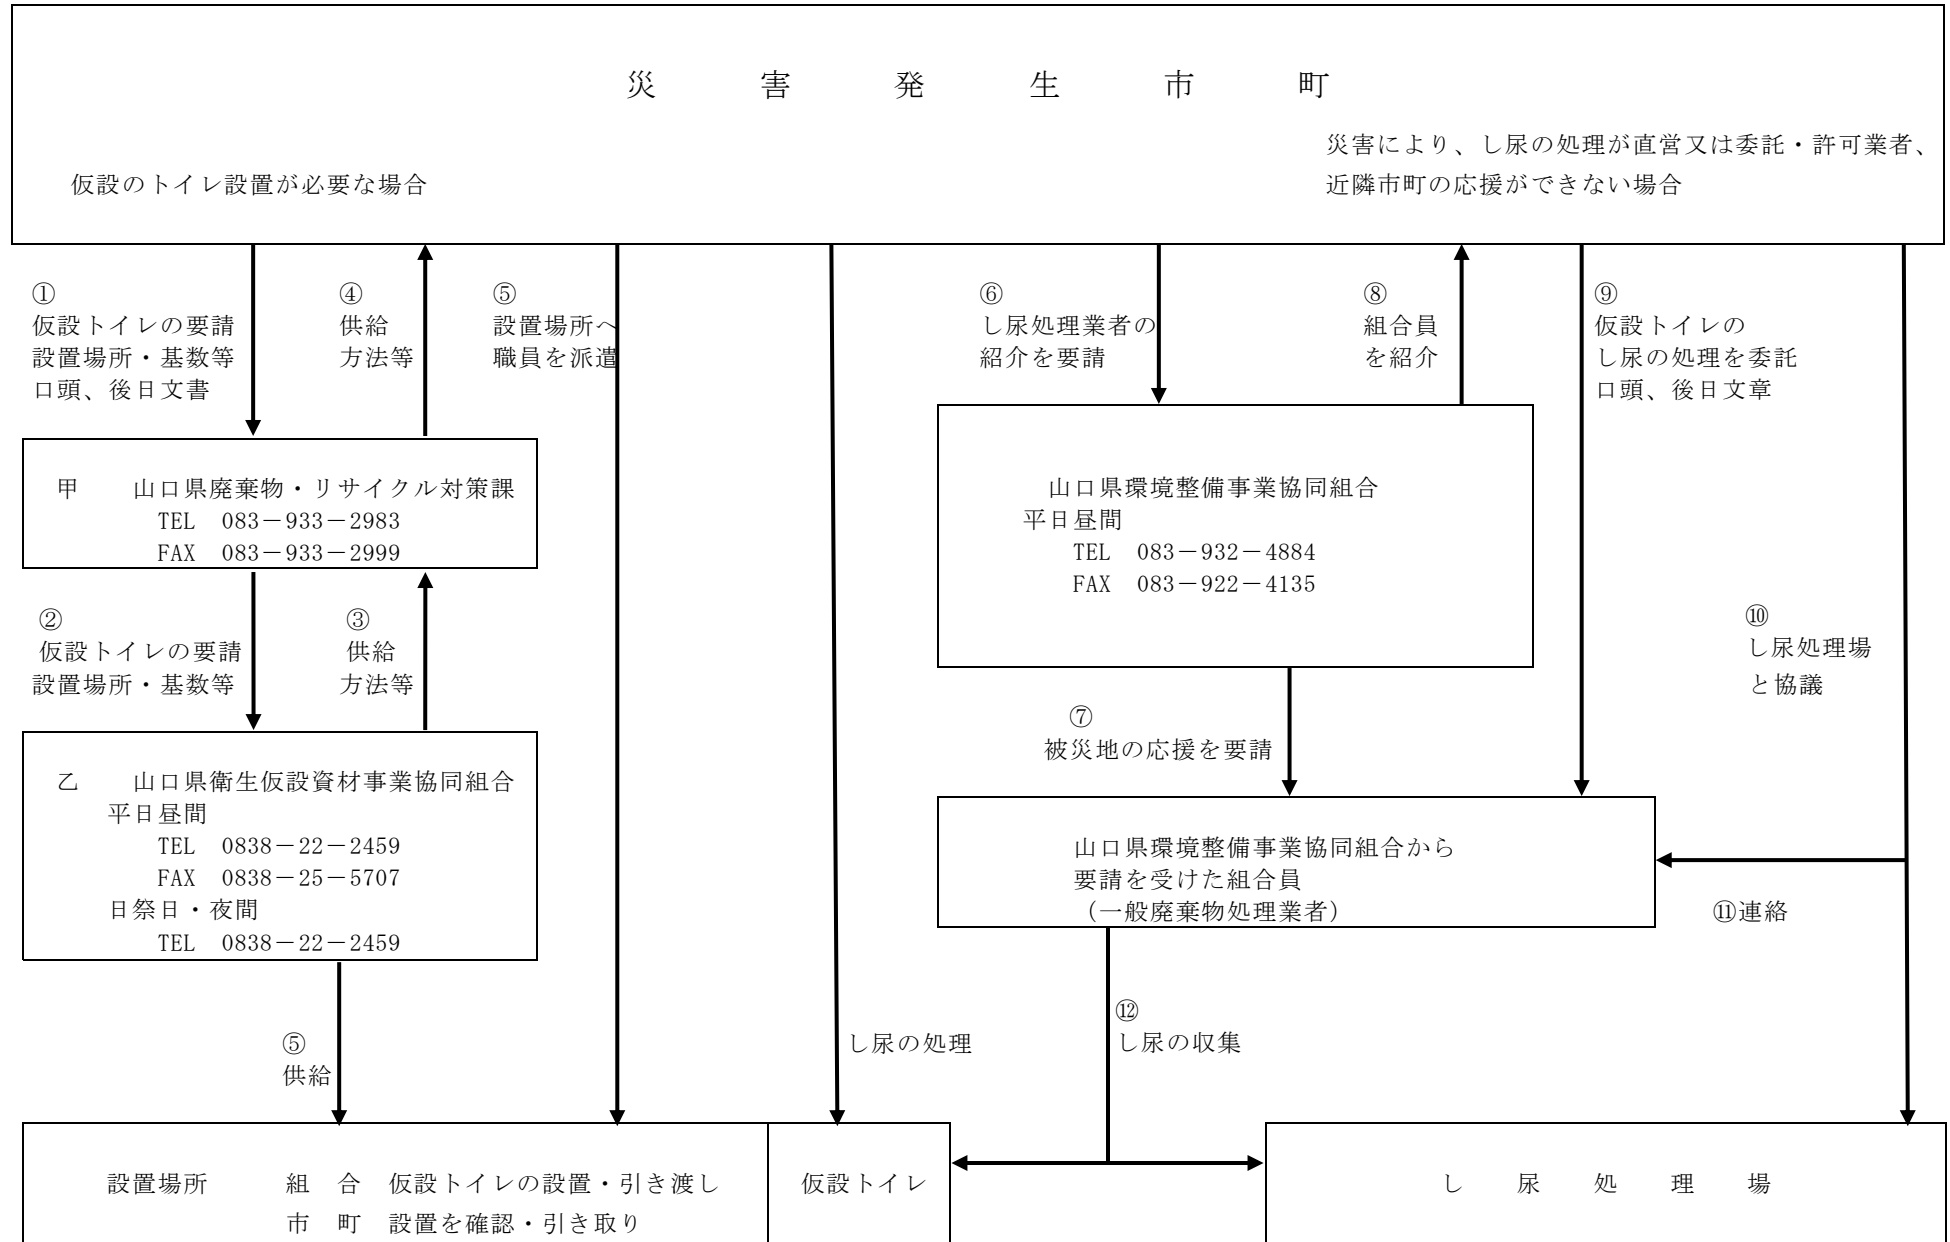 災　害　発　生　市　町
災害により、し尿の処理が直営又は委託・許可業者、
近隣市町の応援ができない場合
仮設のトイレ設置が必要な場合
①
仮設トイレの要請
設置場所・基数等
口頭、後日文書
④
供給
方法等
⑤
設置場所へ
職員を派遣
⑥
し尿処理業者の
紹介を要請
⑧
組合員
を紹介
⑨
仮設トイレの
し尿の処理を委託
口頭、後日文章
甲　山口県廃棄物・リサイクル対策課
TEL　083－933－2983
FAX　083－933－2999
山口県環境整備事業協同組合
平日昼間
TEL　083－932－4884
FAX　083－922－4135
②
仮設トイレの要請
設置場所・基数等
③
供給
方法等
⑩
し尿処理場
と協議
⑦
被災地の応援を要請
乙　山口県衛生仮設資材事業協同組合
平日昼間
TEL　0838－22－2459
FAX　0838－25－5707
日祭日・夜間
TEL　0838－22－2459
山口県環境整備事業協同組合から
要請を受けた組合員
（一般廃棄物処理業者）
⑪連絡
⑤
供給
し尿の処理
⑫
し尿の収集
設置場所　組　合　仮設トイレの設置・引き渡し
市　町　設置を確認・引き取り
仮設トイレ
し　尿　処　理　場